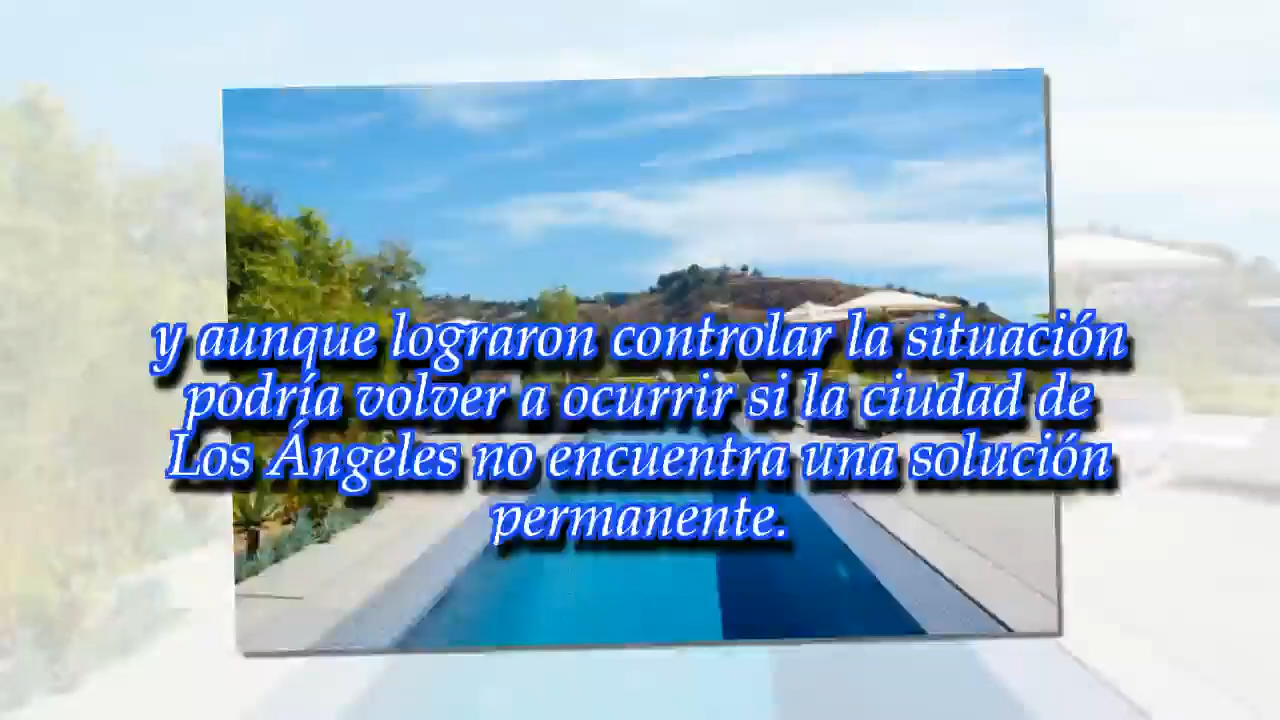 y aunque lograron controlar la situación
podría volver a ocurrir si la ciudad de
Los Ángeles no encuentra una solución
permanente.